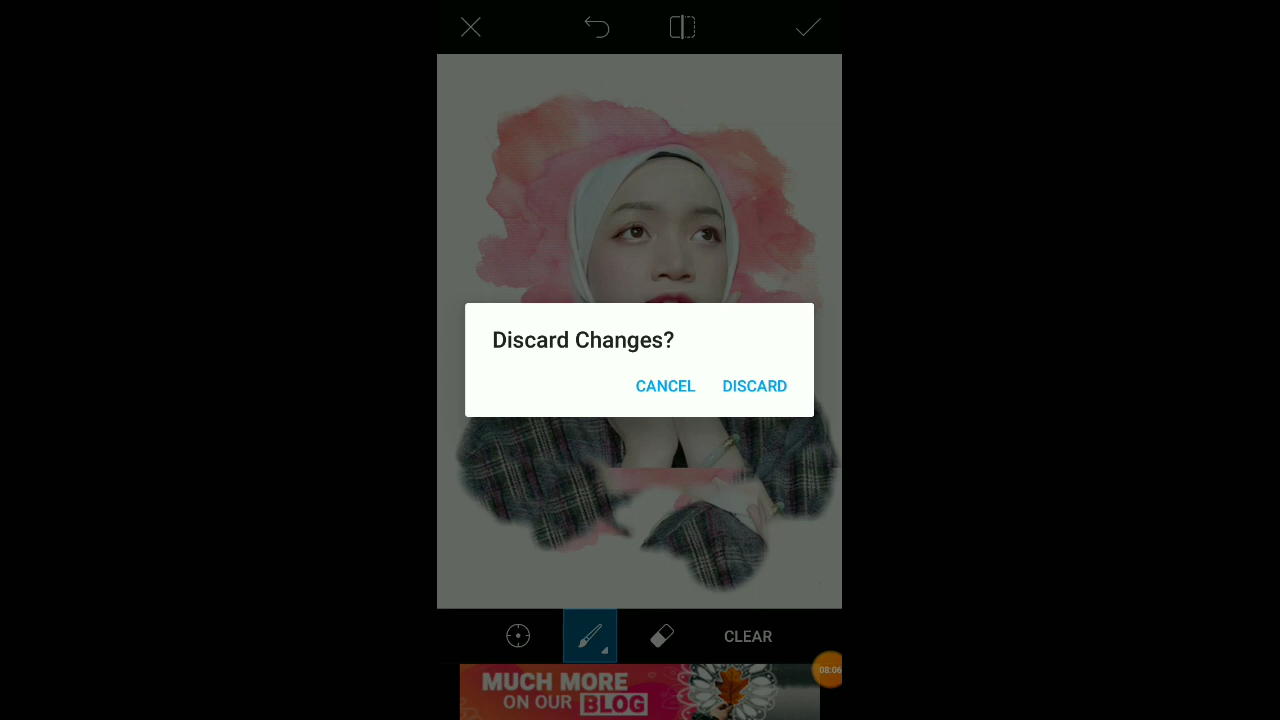 Discard Changes?
CANCEL DISCARD
CLEAR
08:06
MUCH MORE
ON OUR BLOG